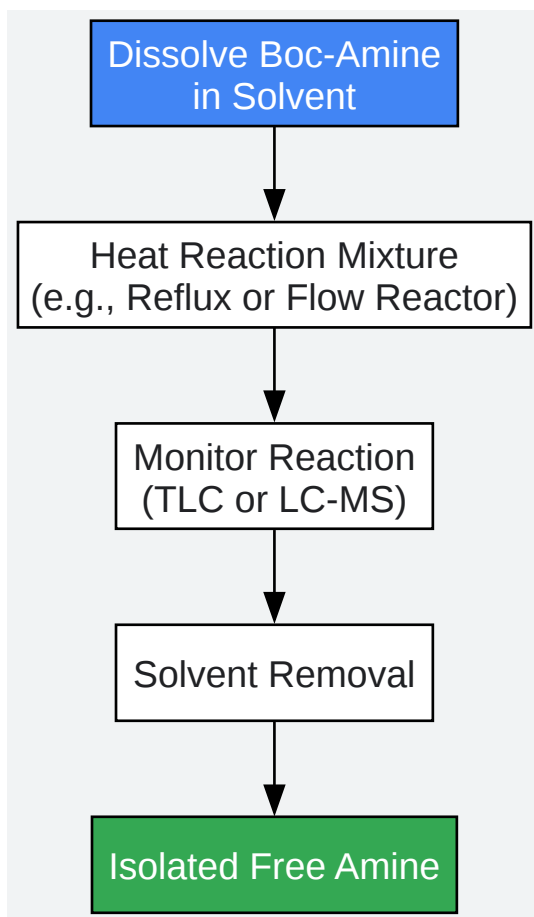 Dissolve Boc-Amine
in Solvent
Heat Reaction Mixture
(e.g., Reflux or Flow Reactor)
Monitor Reaction
(TLC or LC-MS)
Solvent Removal
Isolated Free Amine